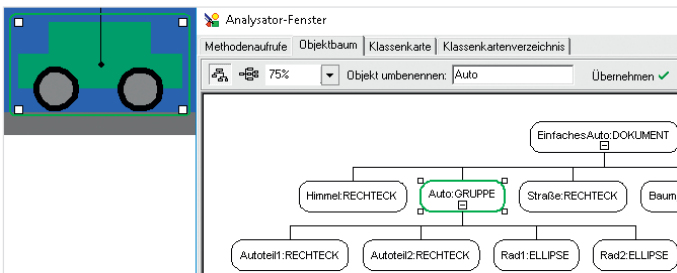 Analysator-Fenster
Methodenaufrufe Objektbaum Klassenkarte Klassenkartenverzeichnis
75% Objekt umbenennen: Auto Übernehmen
EinfachesAuto:DOKUMENT
Himmel:RECHTECK Auto:GRUPPE Straße:RECHTECK Baum
Autoteil1:RECHTECK Autoteil2:RECHTECK Rad1:ELLIPSE Rad2:ELLIPSE